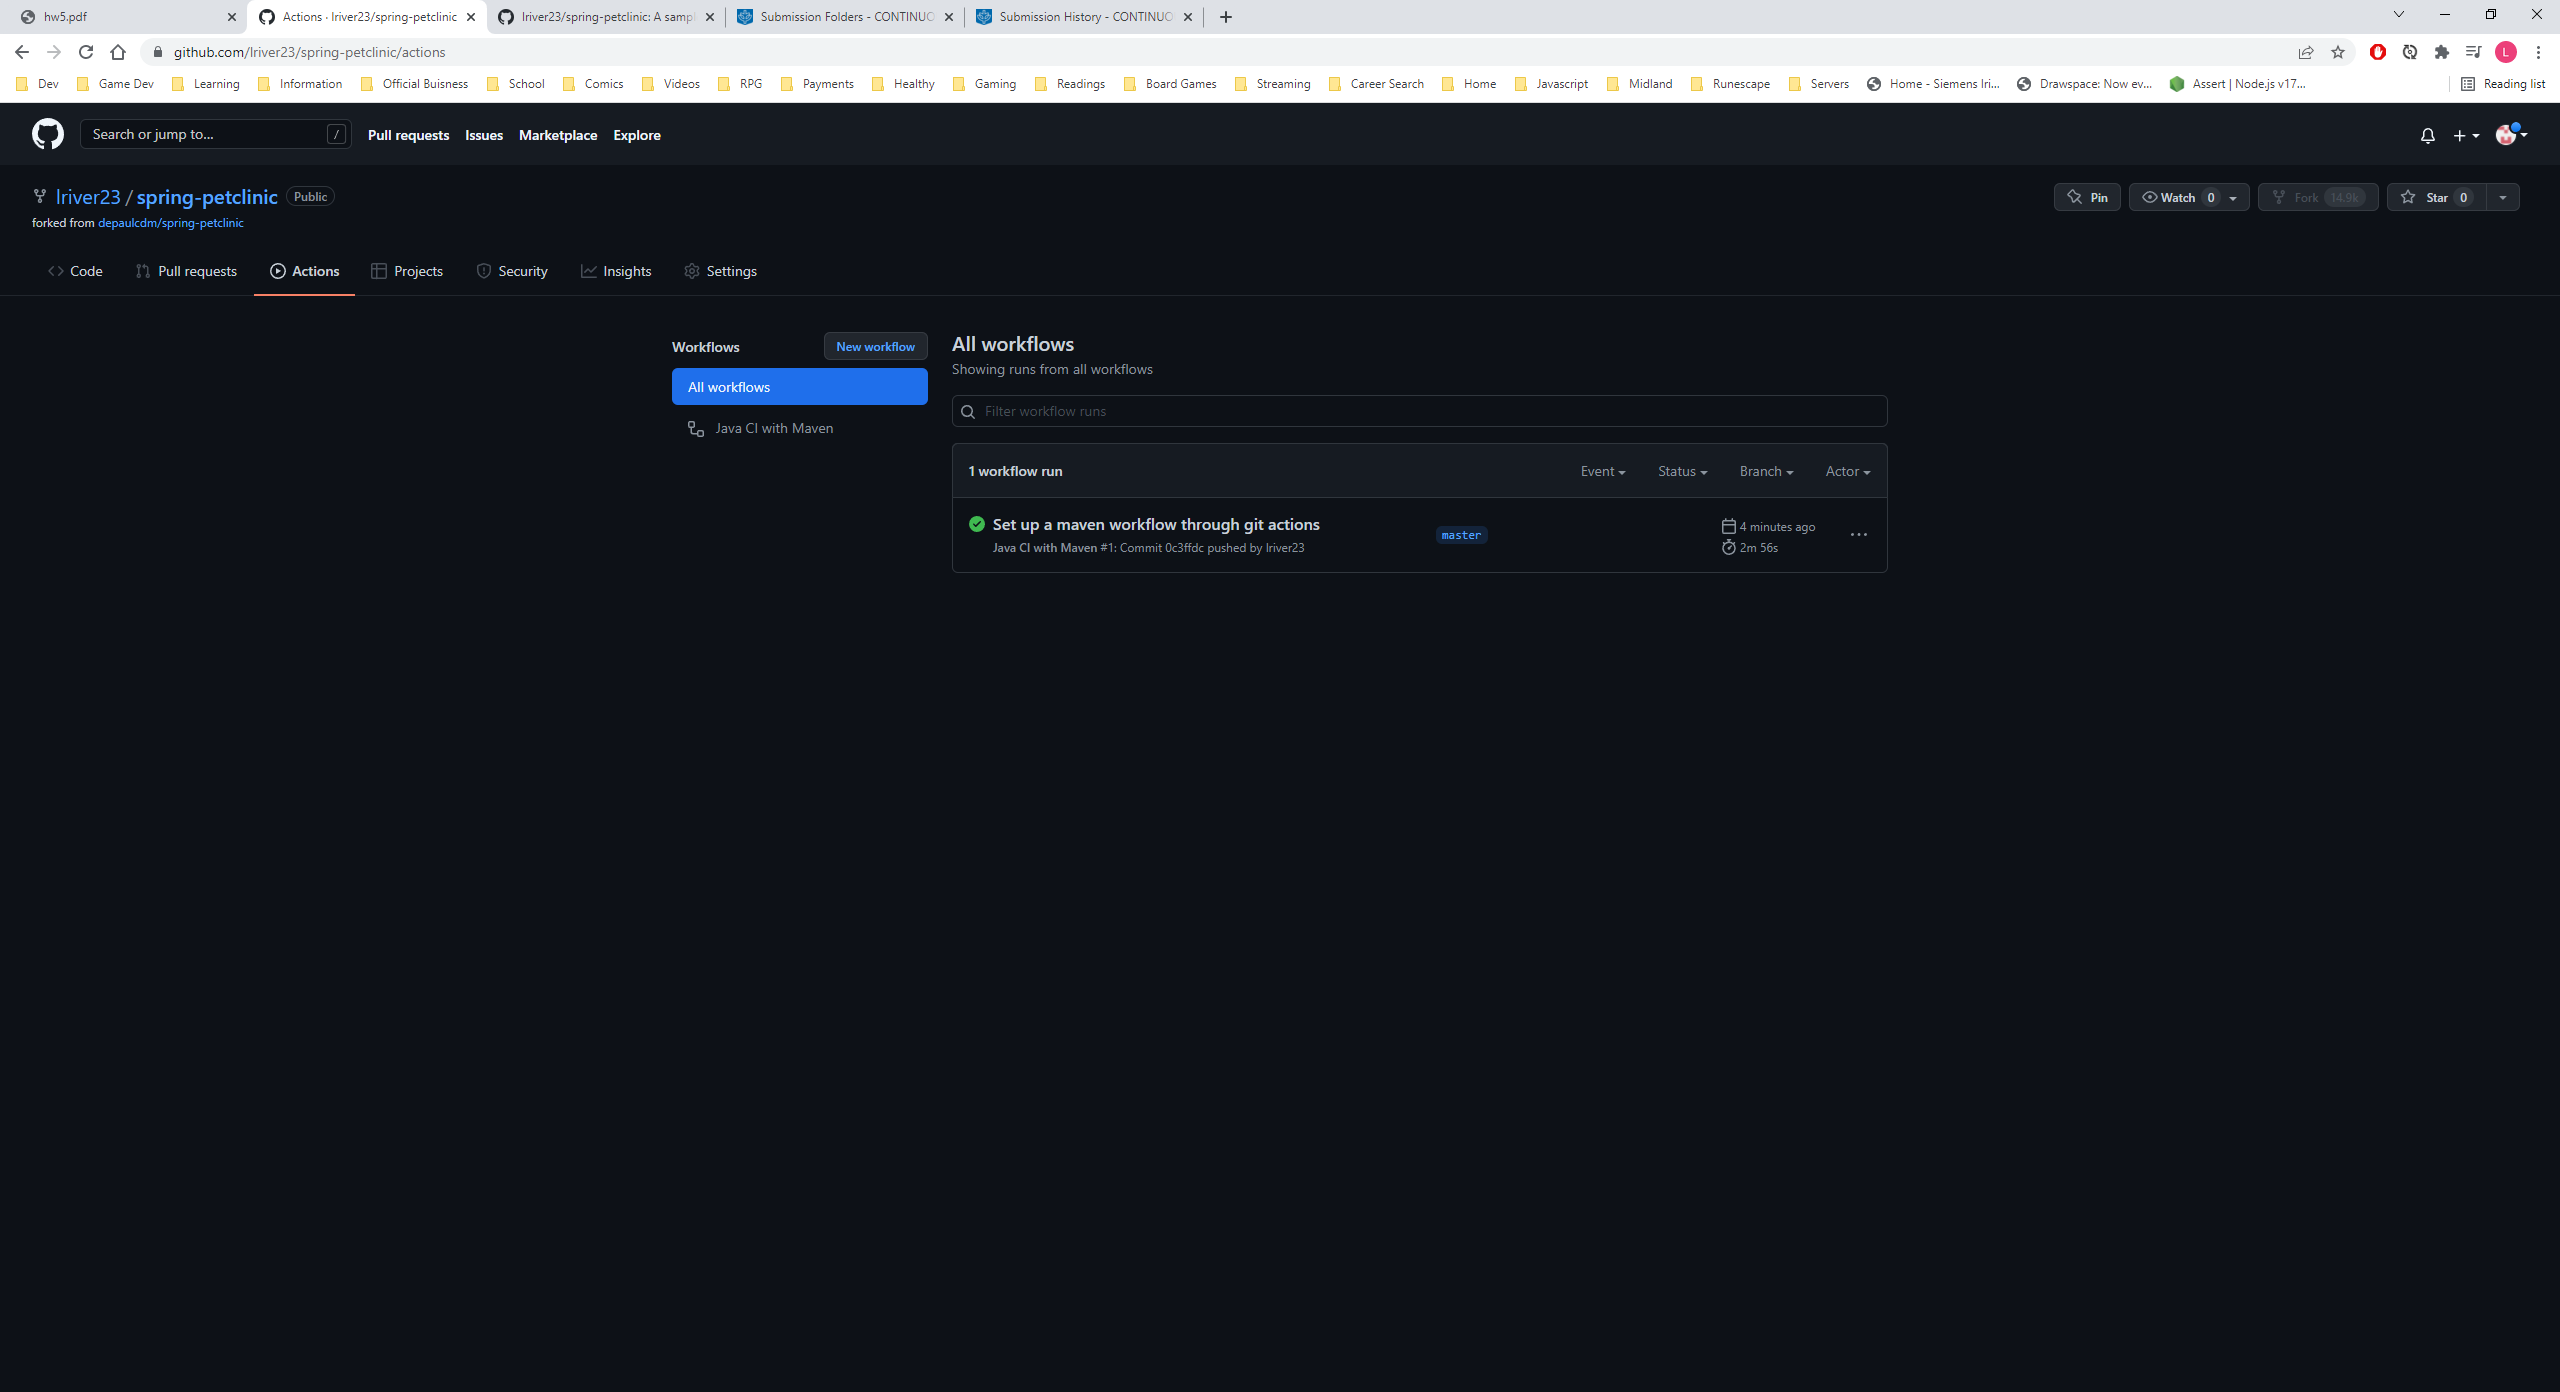 hw5.pdf
Actions · lriver23/spring-petclinic
lriver23/spring-petclinic: A samp
Submission Folders - CONTINUO
Submission History - CONTINUO
github.com/lriver23/spring-petclinic/actions
L
Dev Game Dev Learning Information Official Buisness School Comics Videos RPG Payments Healthy Gaming Readings Board Games Streaming Career Search Home Javascript Midland Runescape Servers Home - Siemens Iri... Drawspace: Now ev... Assert | Node.js v17... Reading list
Search or jump to... /
Pull requests Issues Marketplace Explore
lriver23 / spring-petclinic Public
Pin Watch 0 Fork 14.9k Star 0
forked from depaulcdm/spring-petclinic
Code Pull requests Actions Projects Security Insights Settings
Workflows New workflow
All workflows
Java CI with Maven
All workflows
Showing runs from all workflows
Filter workflow runs
1 workflow run Event Status Branch Actor
Set up a maven workflow through git actions
Java CI with Maven #1: Commit 0c3ffdc pushed by lriver23
master
4 minutes ago
2m 56s